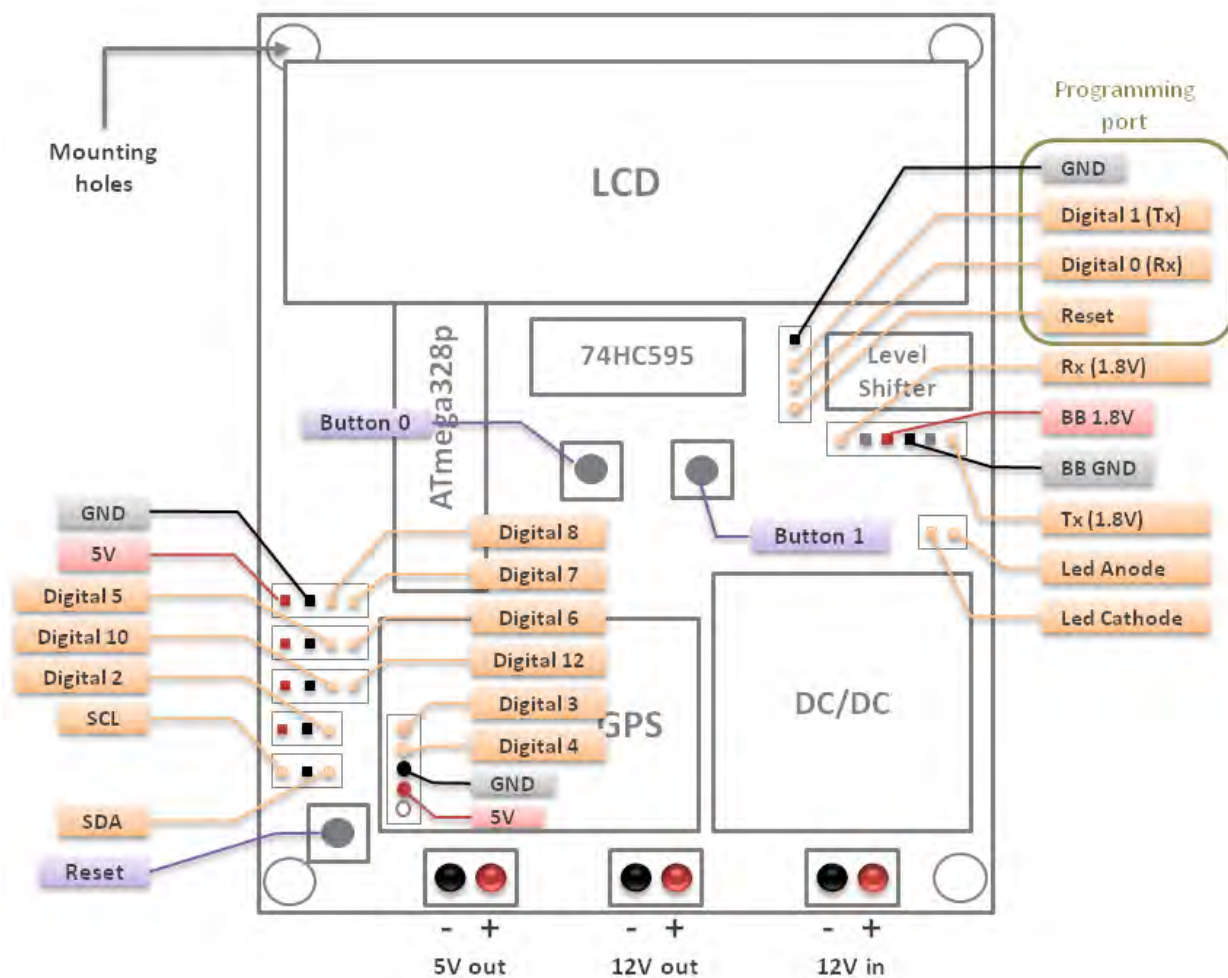 Mounting
holes
LCD
Programming
port
GND
Digital 1 (Tx)
Digital 0 (Rx)
Reset
Rx (1.8V)
BB 1.8V
BB GND
Tx (1.8V)
Led Anode
Led Cathode
ATmega328p
74HC595
Level
Shifter
Button 0
Button 1
GND
5V
Digital 5
Digital 10
Digital 2
SCL
SDA
Reset
Digital 8
Digital 7
Digital 6
Digital 12
Digital 3
Digital 4
GND
5V
GPS
DC/DC
- +
- +
- +
5V out
12V out
12V in